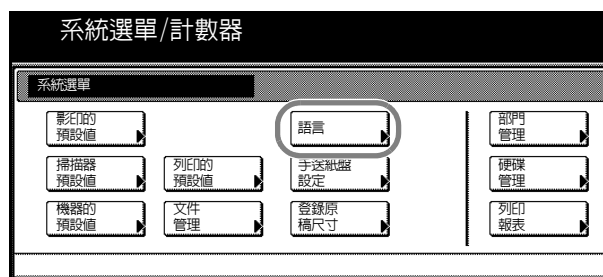 系統選單/計數器
系統選單
影印的
預設值
語言
部門
管理
掃描器
預設值
列印的
預設值
手送紙盤
設定
硬碟
管理
機器的
預設值
文件
管理
登錄原
稿尺寸
列印
報表